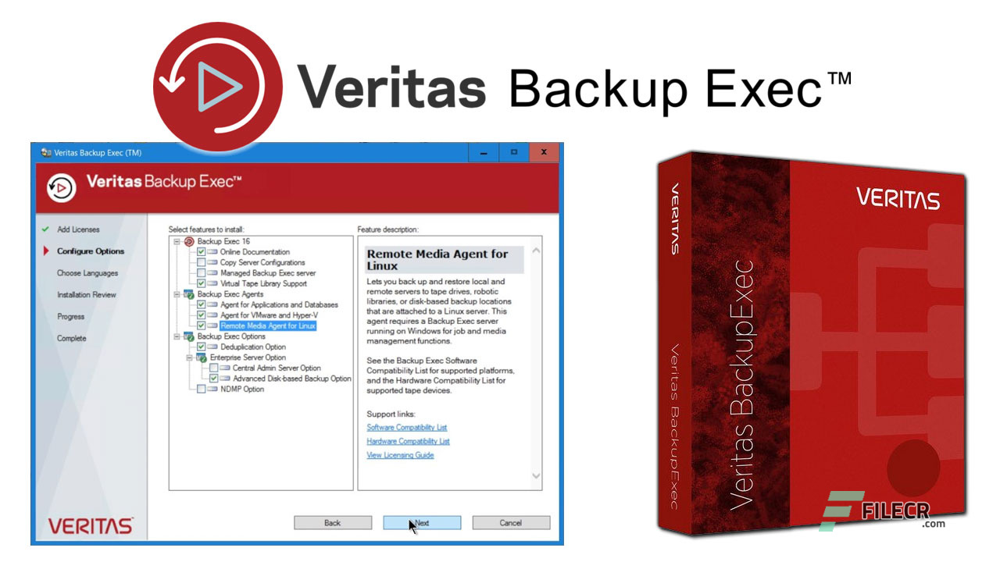 Veritas Backup Exec™
Veritas Backup Exec (TM)
Veritas Backup Exec™
Add Licenses
Configure Options
Choose Languages
Installation Review
Progress
Complete
VERITAS™
Select features to install:
Backup Exec 16
Online Documentation
Copy Server Configurations
Managed Backup Exec server
Virtual Tape Library Support
Backup Exec Agents
Agent for Applications and Databases
Agent for VMware and Hyper-V
Remote Media Agent for Linux
Backup Exec Options
Deduplication Option
Enterprise Server Option
Central Admin Server Option
Advanced Disk-based Backup Option
NDMP Option
Feature description:
Remote Media Agent for
Linux
Lets you back up and restore local and
remote servers to tape drives, robotic
libraries, or disk-based backup locations
that are attached to a Linux server. This
agent requires a Backup Exec server
running on Windows for job and media
management functions.
See the Backup Exec Software
Compatibility List for supported platforms,
and the Hardware Compatibility List for
supported tape devices.
Support links:
Software Compatibility List
Hardware Compatibility List
View Licensing Guide
Back
Next
Cancel
VERITAS
Veritas BackupExec
VERITAS
Veritas BackupExec
FILECR
.com